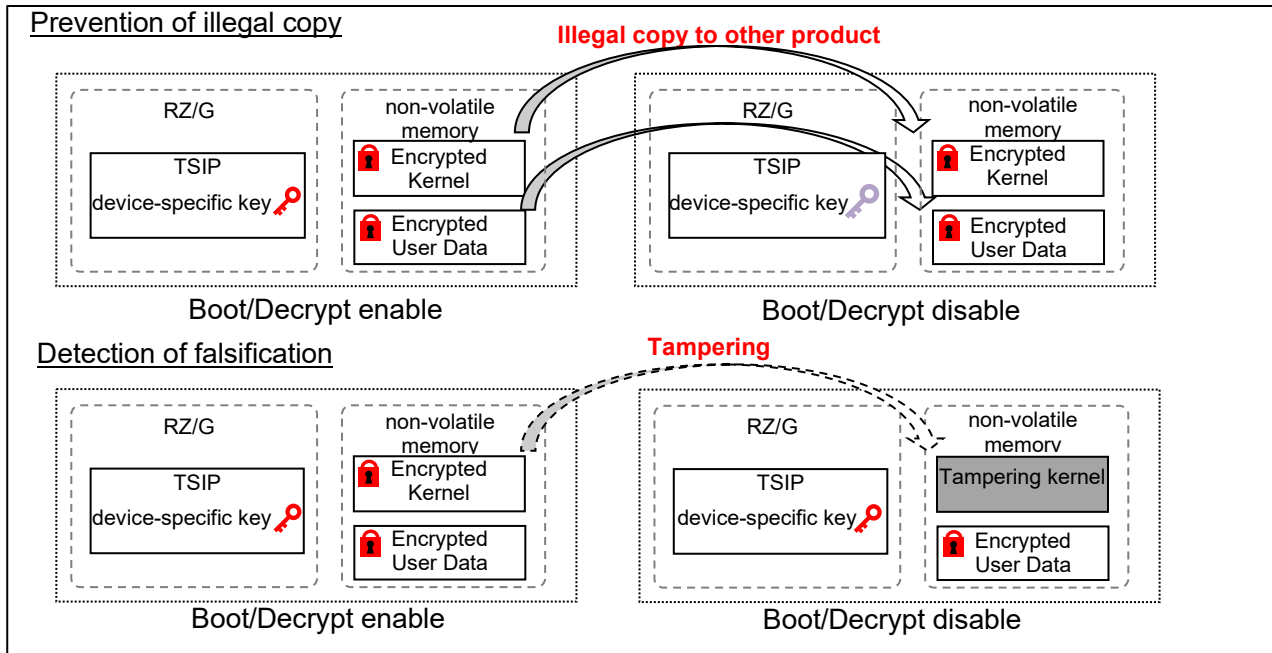 Prevention of illegal copy
Illegal copy to other product
RZ/G
TSIP
device-specific key
non-volatile
memory
Encrypted
Kernel
Encrypted
User Data
Boot/Decrypt enable
RZ/G
TSIP
device-specific key
non-volatile
memory
Encrypted
Kernel
Encrypted
User Data
Boot/Decrypt disable
Detection of falsification
Tampering
RZ/G
TSIP
device-specific key
non-volatile
memory
Encrypted
Kernel
Encrypted
User Data
Boot/Decrypt enable
RZ/G
TSIP
device-specific key
non-volatile
memory
Tampering kernel
Encrypted
User Data
Boot/Decrypt disable